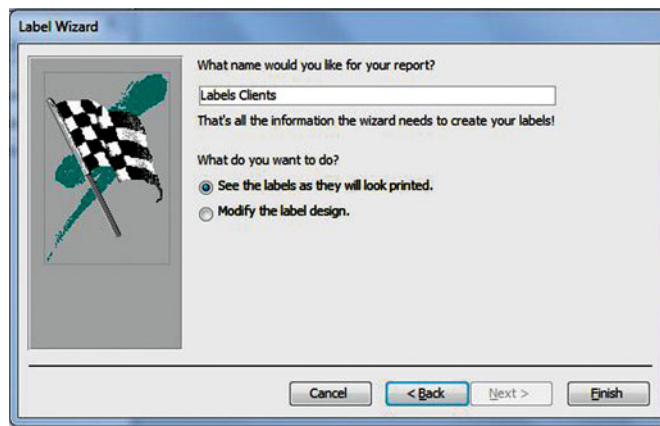 Label Wizard
What name would you like for your report?
Labels Clients
That's all the information the wizard needs to create your labels!
What do you want to do?
See the labels as they will look printed.
Modify the label design.
Cancel
< Back
Next >
Finish